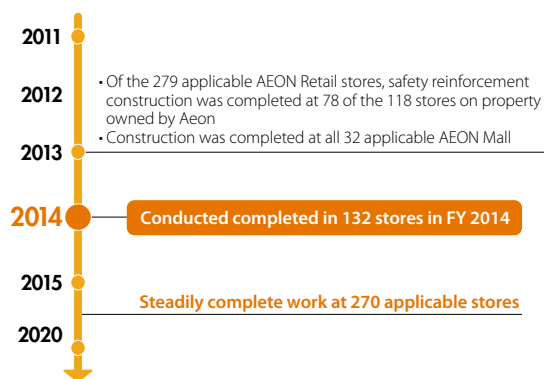 2011
2012
• Of the 279 applicable AEON Retail stores, safety reinforcement
construction was completed at 78 of the 118 stores on property
owned by Aeon
• Construction was completed at all 32 applicable AEON Mall
2013
2014
Conducted completed in 132 stores in FY 2014
2015
Steadily complete work at 270 applicable stores
2020